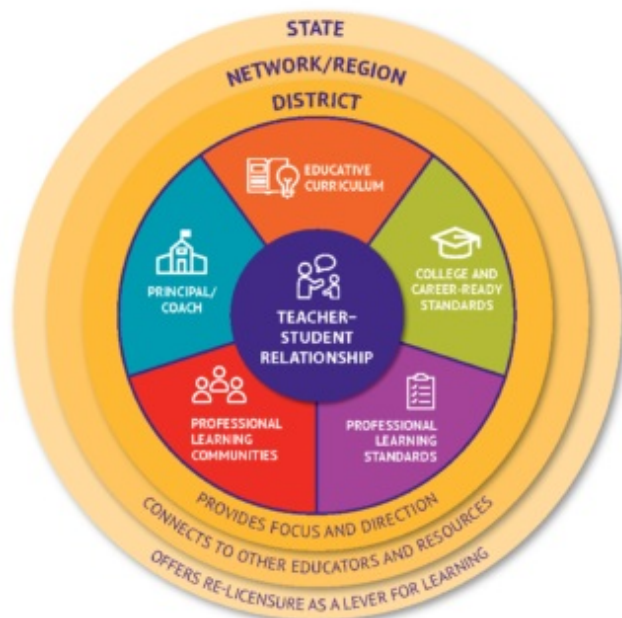 STATE
NETWORK/REGION
DISTRICT
EDUCATIVE
CURRICULUM
PRINCIPAL/
COACH
COLLEGE AND
CAREER-READY
STANDARDS
TEACHER–
STUDENT
RELATIONSHIP
PROFESSIONAL
LEARNING
COMMUNITIES
PROFESSIONAL
LEARNING
STANDARDS
PROVIDES FOCUS AND DIRECTION
CONNECTS TO OTHER EDUCATORS AND RESOURCES
OFFERS RE-LICENSURE AS A LEVER FOR LEARNING